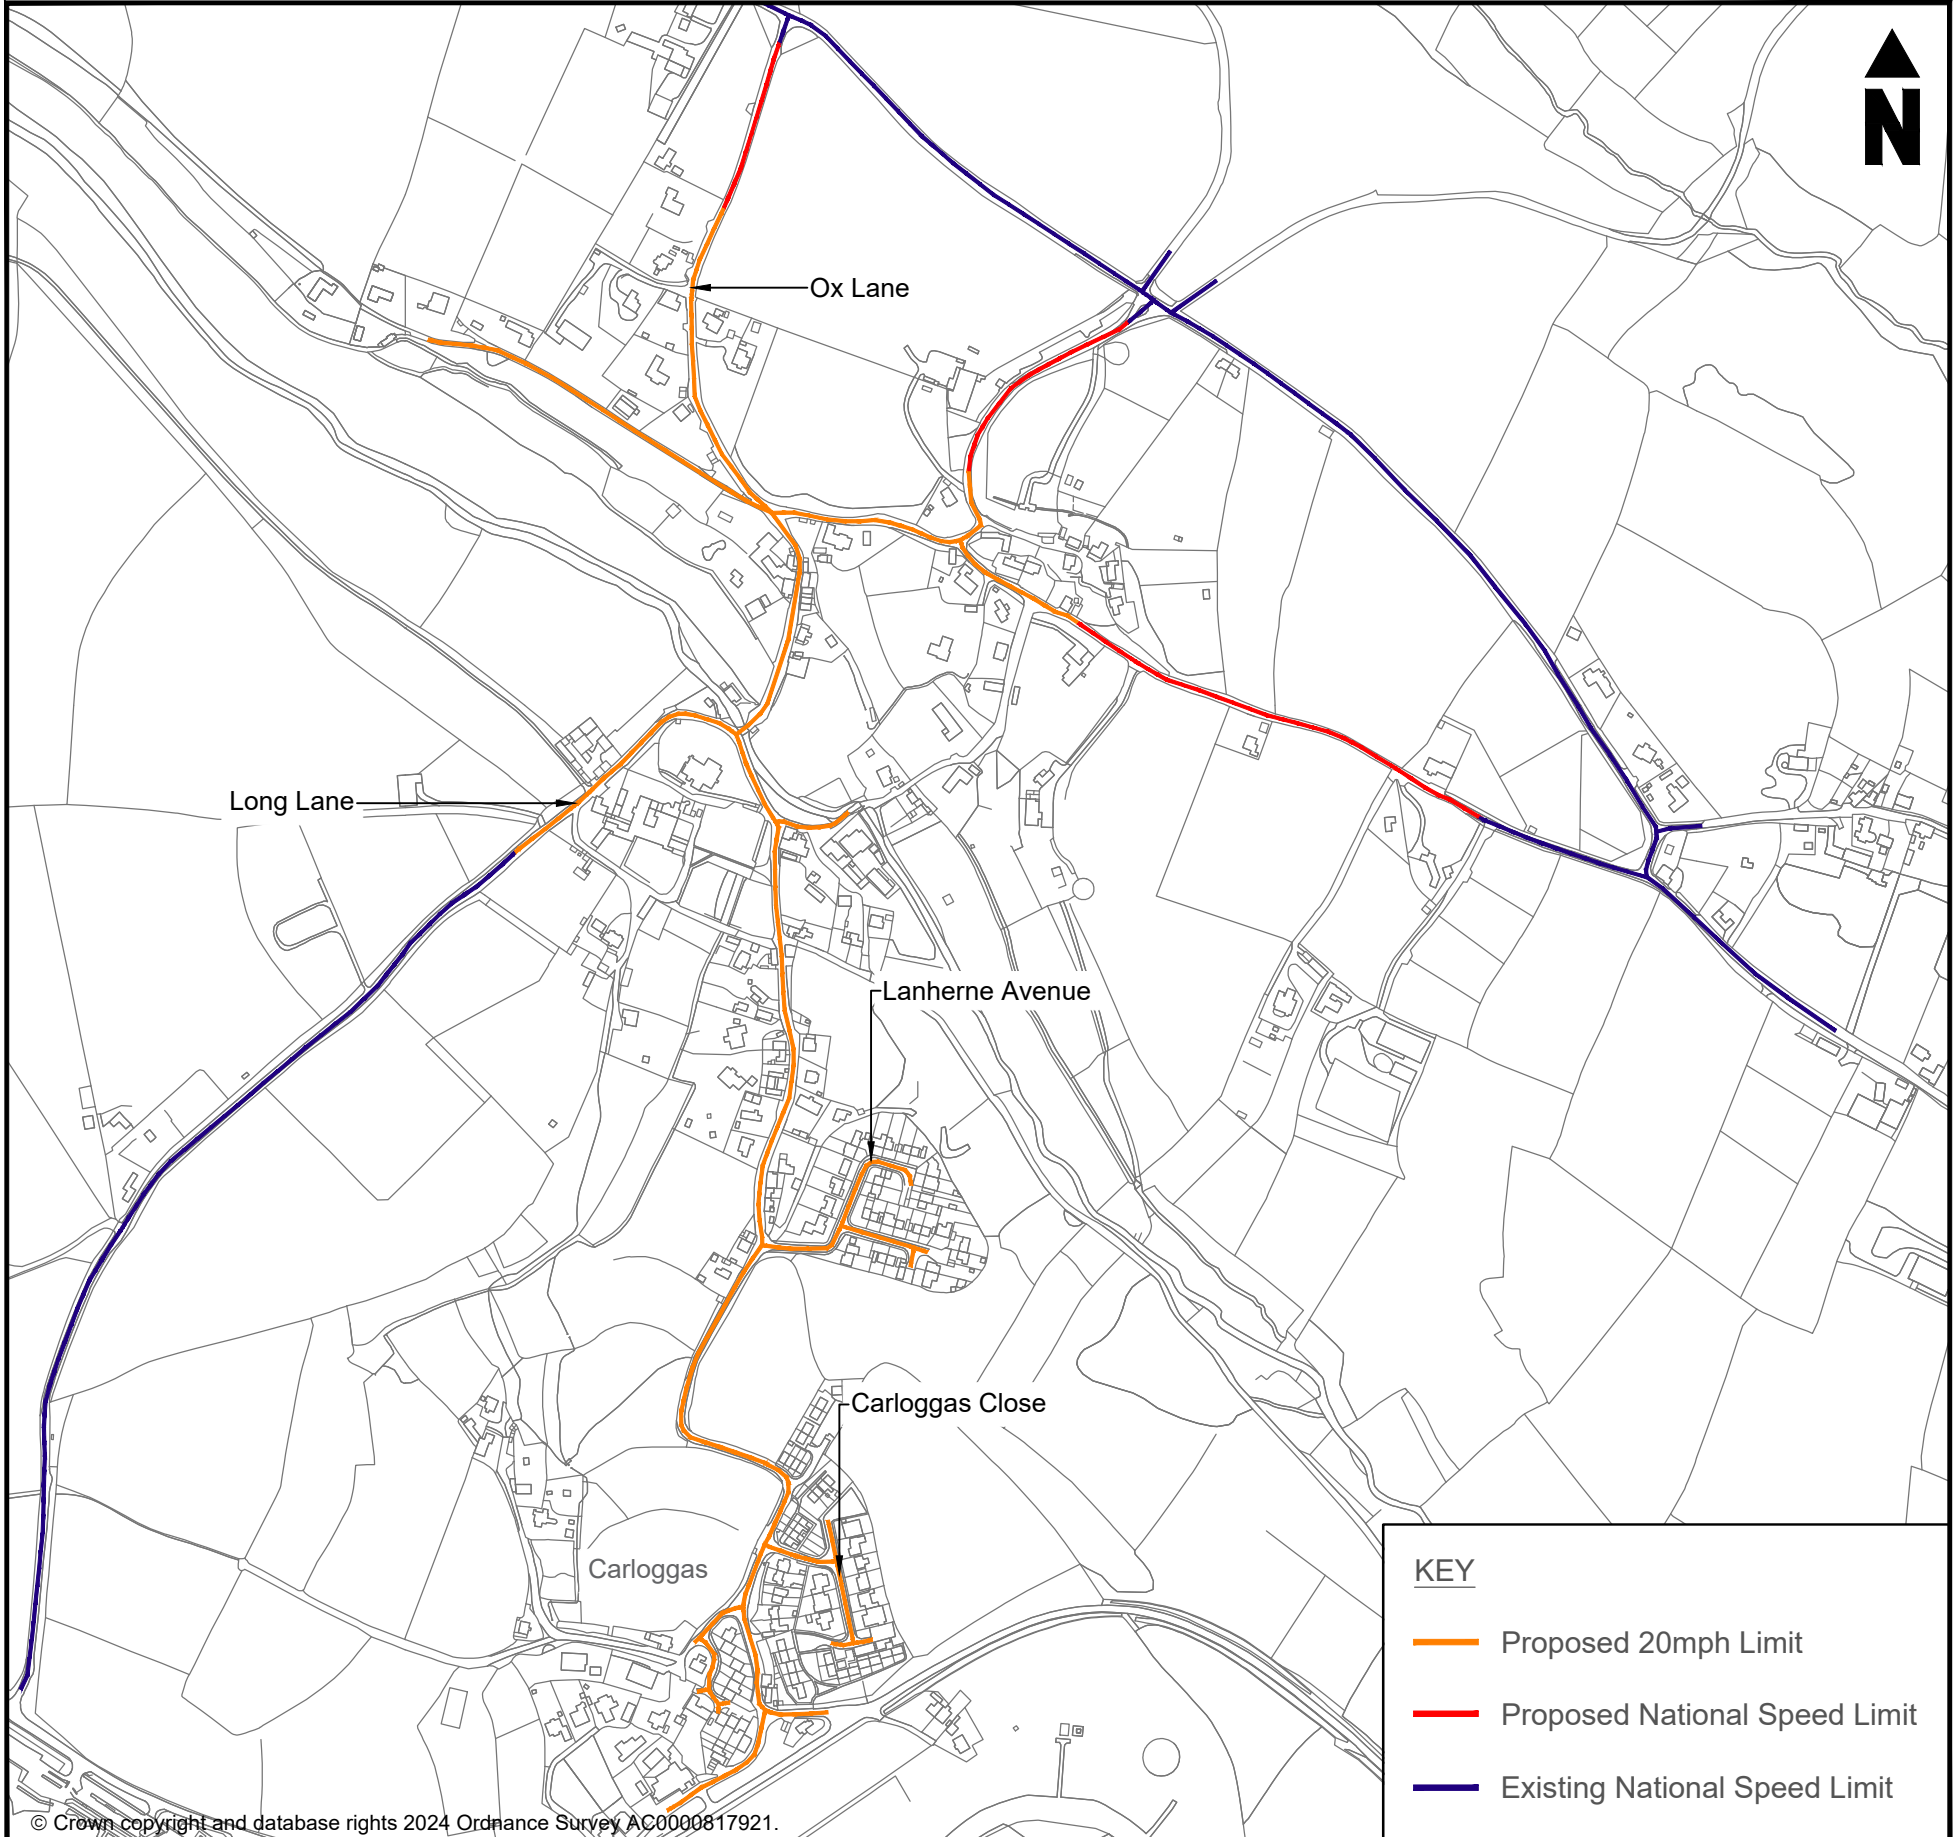 N
Ox Lane
Long Lane
Lanherne Avenue
Carloggas Close
Carloggas
KEY
Proposed 20mph Limit
Proposed National Speed Limit
Existing National Speed Limit
© Crown copyright and database rights 2024 Ordnance Survey AC0000817921.